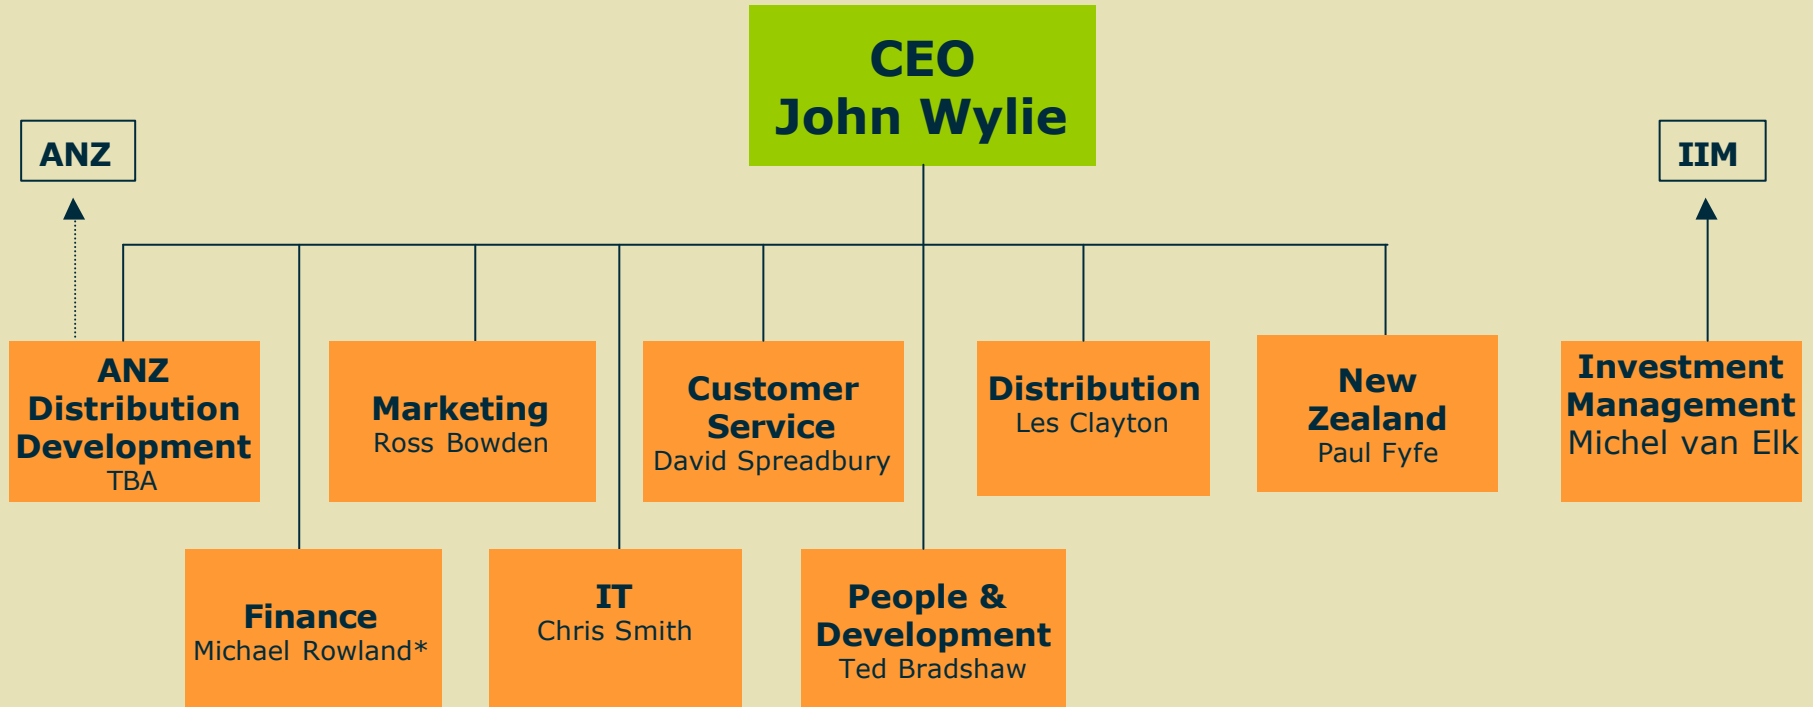 CEO
John Wylie
ANZ
IIM
ANZ
Distribution
Development
TBA
Marketing
Ross Bowden
Customer
Service
David Spreadbury
Distribution
Les Clayton
New
Zealand
Paul Fyfe
Investment
Management
Michel van Elk
Finance
Michael Rowland*
IT
Chris Smith
People &
Development
Ted Bradshaw